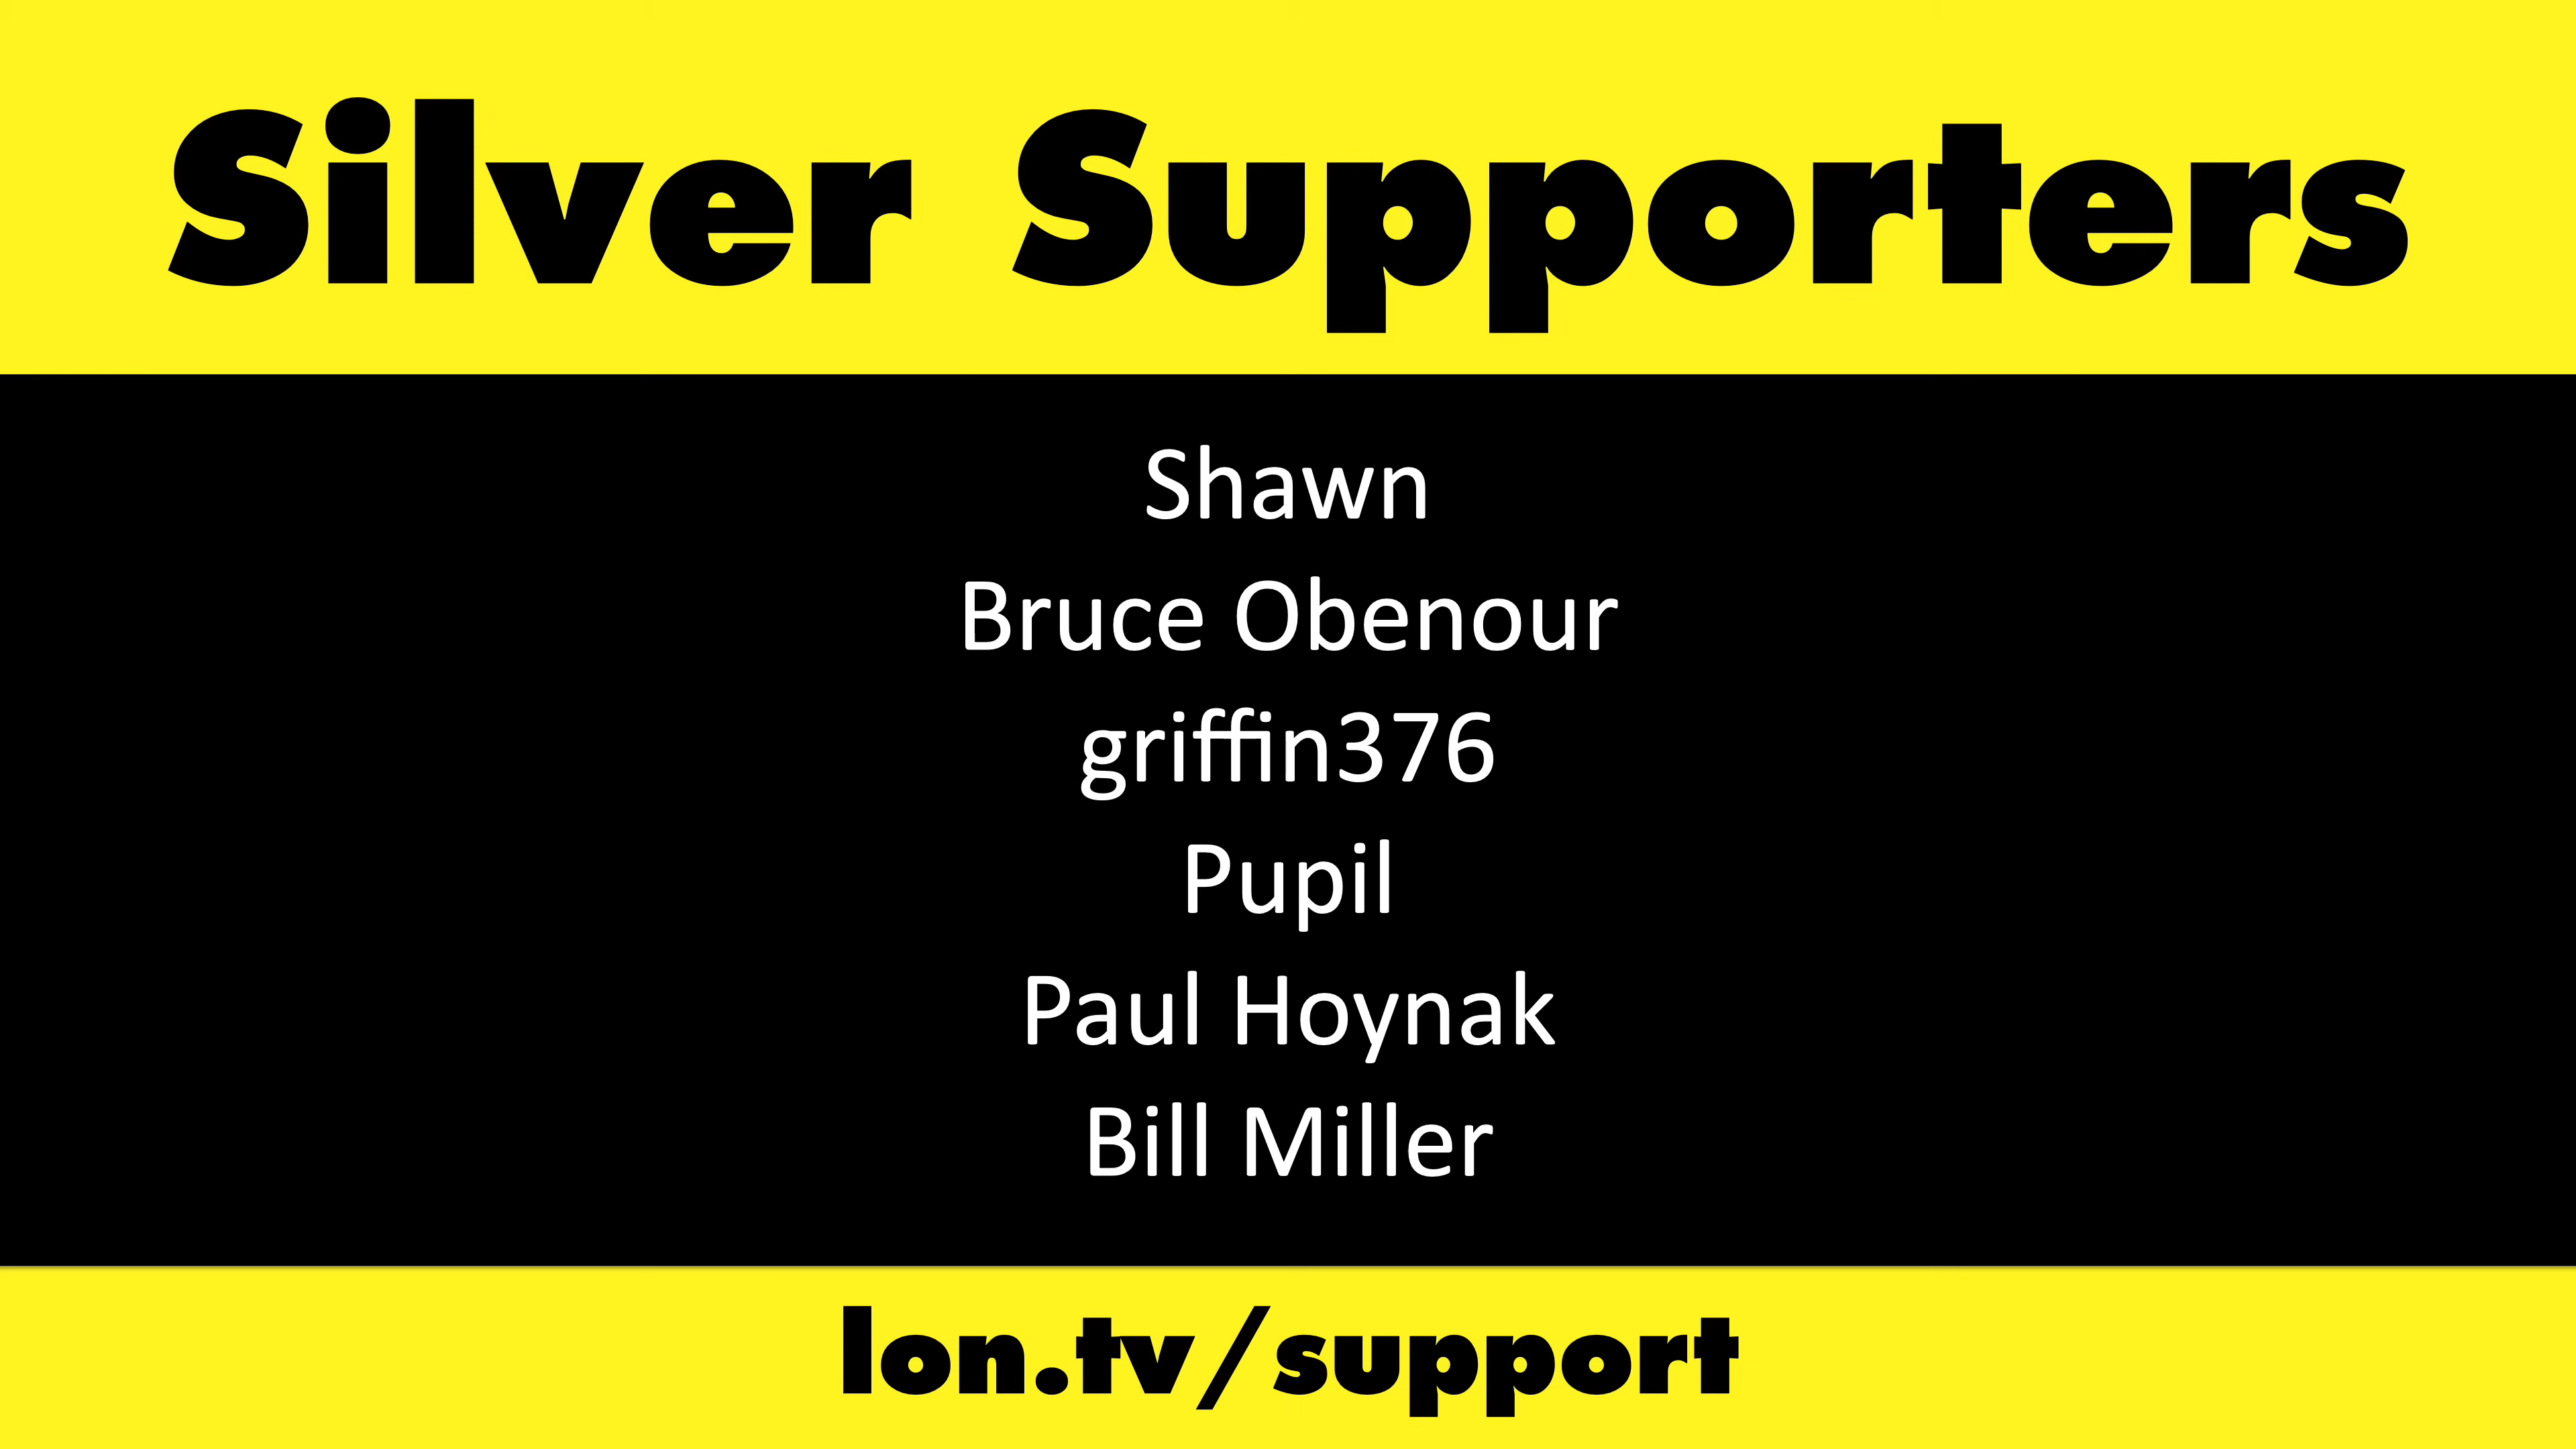 Silver Supporters
Shawn
Bruce Obenour
griffin376
Pupil
Paul Hoynak
Bill Miller
lon.tv/support